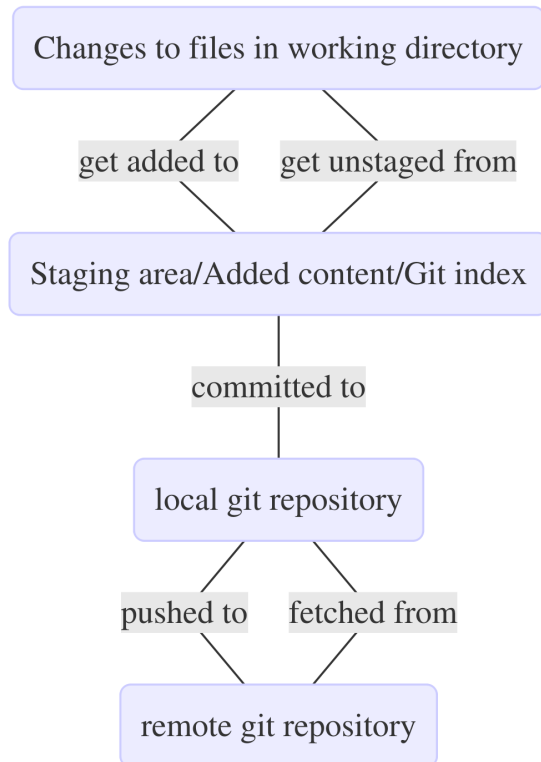 Changes to files in working directory
get added to
get unstaged from
Staging area/Added content/Git index
committed to
local git repository
pushed to
fetched from
remote git repository